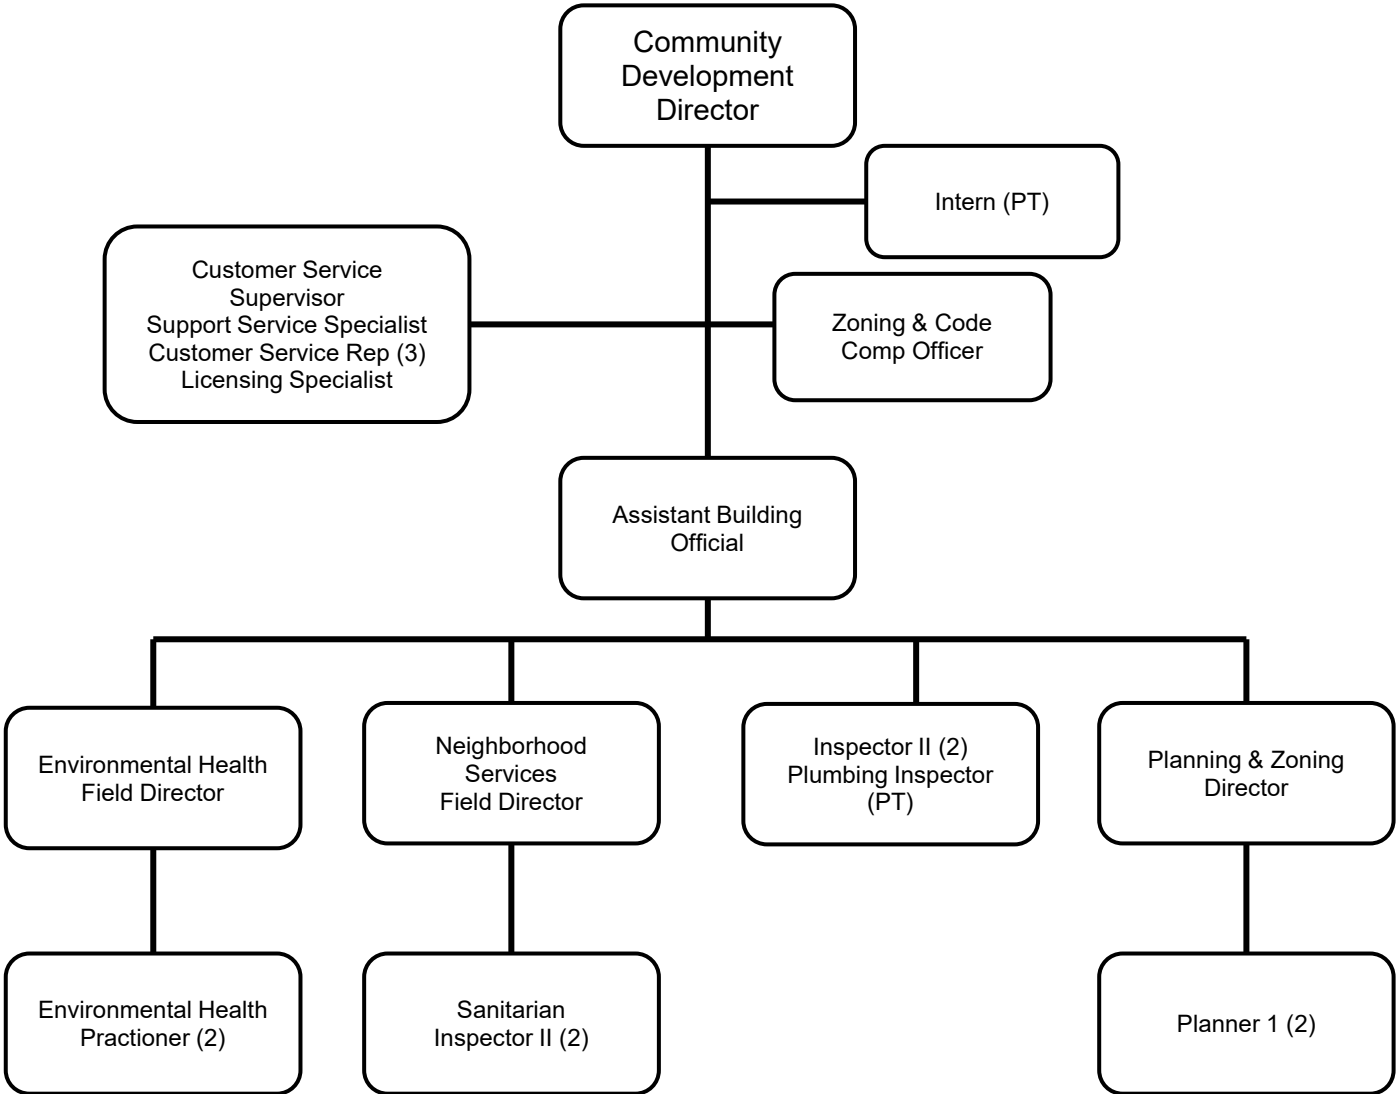 Community
Development
Director
Intern (PT)
Customer Service
Supervisor
Support Service Specialist
Customer Service Rep (3)
Licensing Specialist
Zoning & Code
Comp Officer
Assistant Building
Official
Environmental Health
Field Director
Neighborhood
Services
Field Director
Inspector II (2)
Plumbing Inspector
(PT)
Planning & Zoning
Director
Environmental Health
Practioner (2)
Sanitarian
Inspector II (2)
Planner 1 (2)